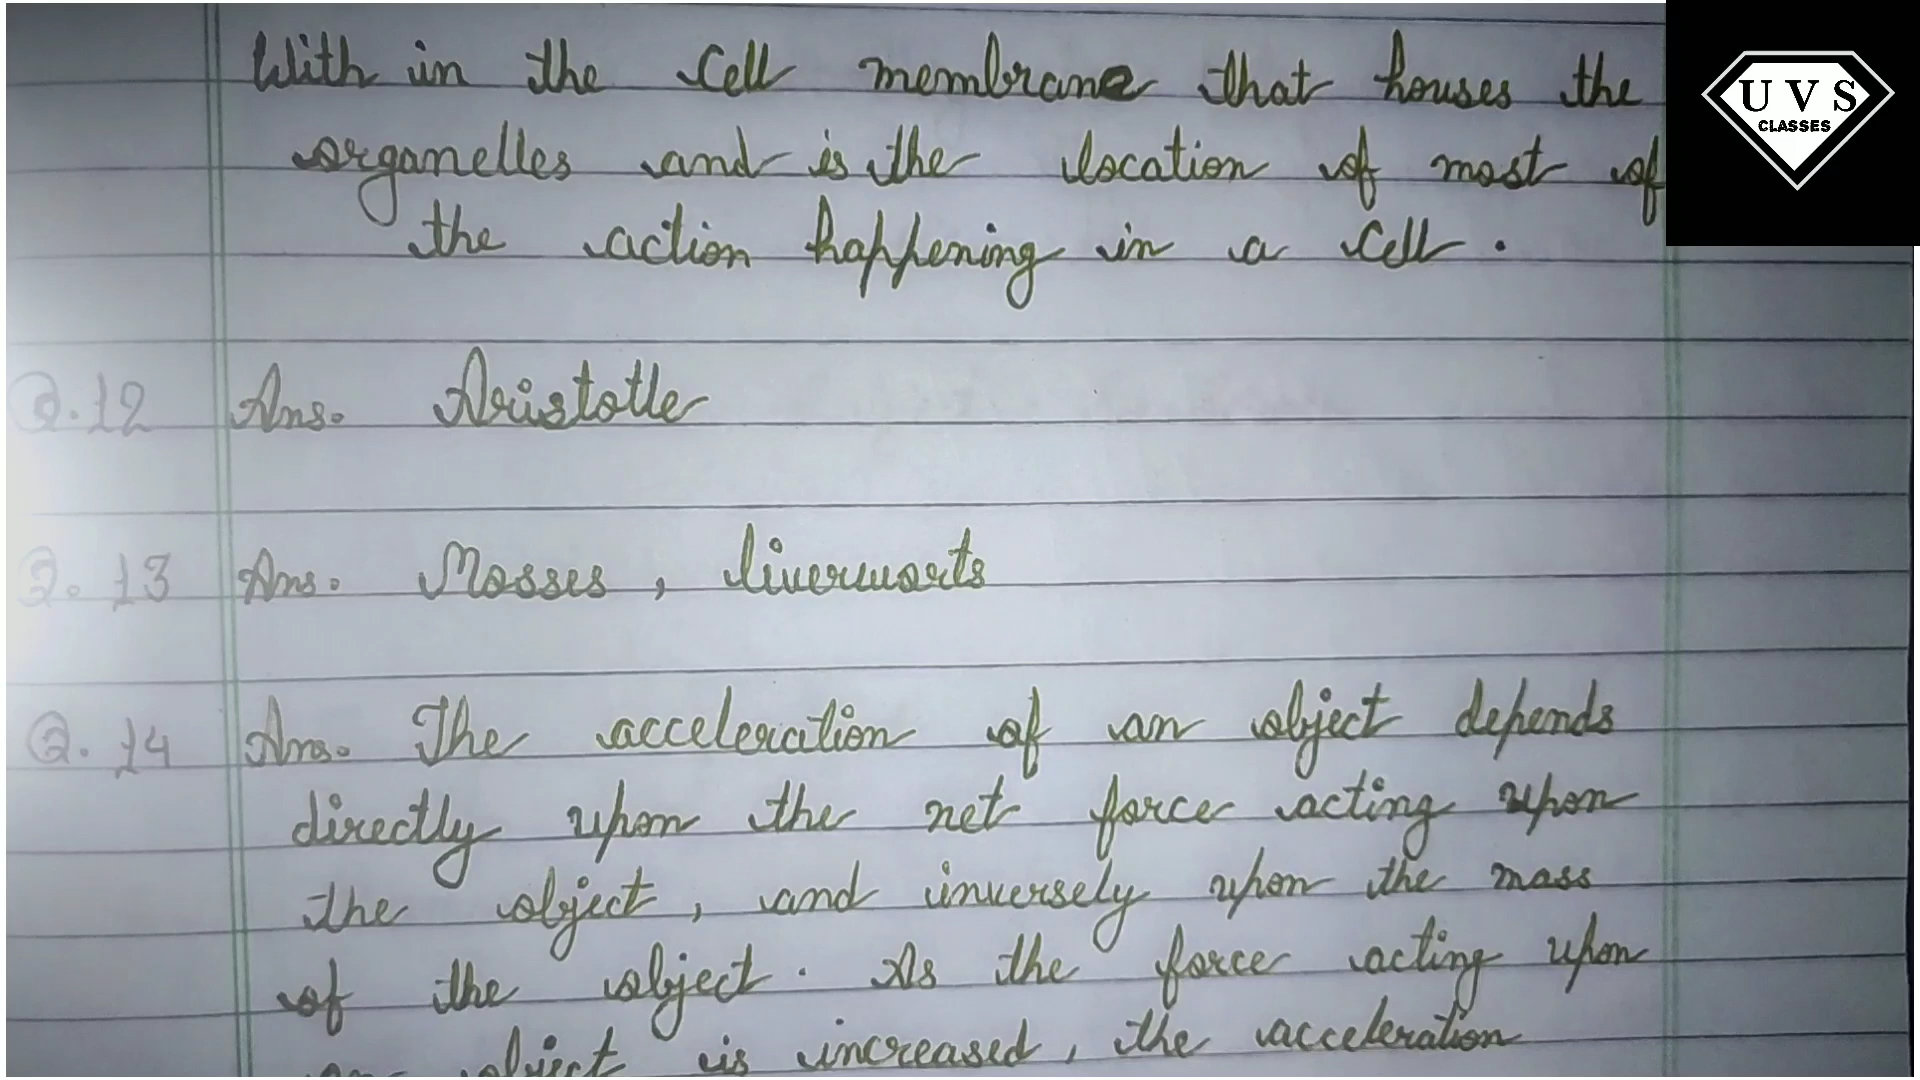 With in the Cell membrane that houses the
organelles and is the location of most of
the action happening in a Cell.
Q.12 Ans. Aristotle
Q.13 Ans. Mosses, liverworts
Q.14 Ans. The acceleration of an object depends
directly upon the net force acting upon
the object, and inversely upon the mass
of the object. As the force acting upon
an object is increased, the acceleration
U V S
CLASSES